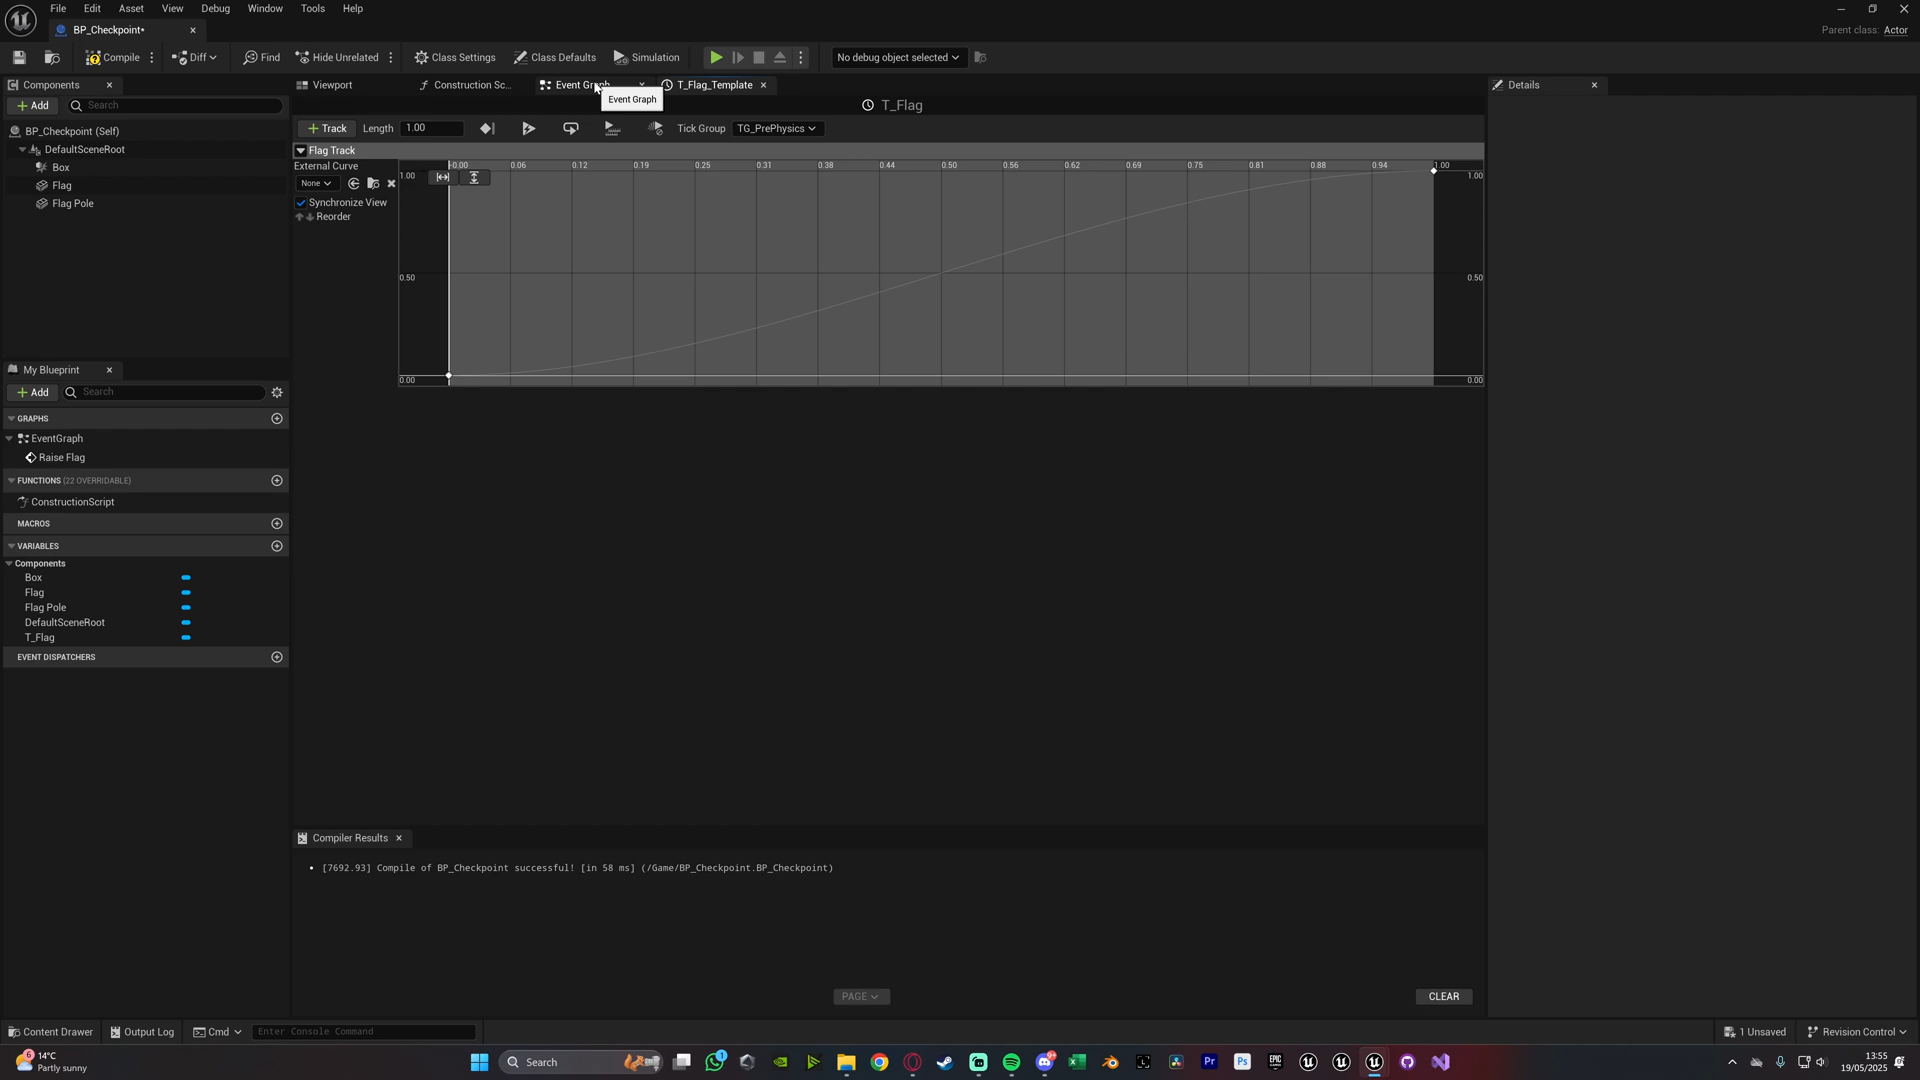 File Edit Asset View Debug Window Tools Help
BP_Checkpoint*
Parent class: Actor
Compile Diff Find Hide Unrelated Class Settings Class Defaults Simulation No debug object selected
Components Viewport Construction Sc... Event Graph T_Flag_Template Details
Event Graph
Add Search T_Flag
Track Length 1.00 Tick Group TG_PrePhysics
BP_Checkpoint (Self)
DefaultSceneRoot
Box
Flag
Flag Pole
Flag Track
External Curve
None
Synchronize View
Reorder
0.00 0.06 0.12 0.19 0.25 0.31 0.38 0.44 0.50 0.56 0.62 0.69 0.75 0.81 0.88 0.94 1.00
1.00 1.00
0.50 0.50
0.00 0.00
My Blueprint
Add Search
GRAPHS
EventGraph
Raise Flag
FUNCTIONS (22 OVERRIDABLE)
ConstructionScript
MACROS
VARIABLES
Components
Box
Flag
Flag Pole
DefaultSceneRoot
T_Flag
EVENT DISPATCHERS
Compiler Results
[7692.93] Compile of BP_Checkpoint successful! [in 58 ms] (/Game/BP_Checkpoint.BP_Checkpoint)
PAGE CLEAR
Content Drawer Output Log Cmd Enter Console Command 1 Unsaved Revision Control
14°C
Partly sunny
Search
13:55
19/05/2025